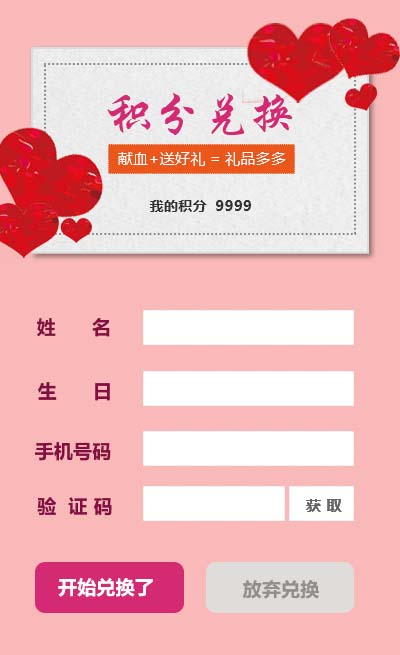 积分兑换
献血+送好礼 = 礼品多多
我的积分 9999
姓 名
生 日
手机号码
验 证 码
获 取
开始兑换了
放弃兑换